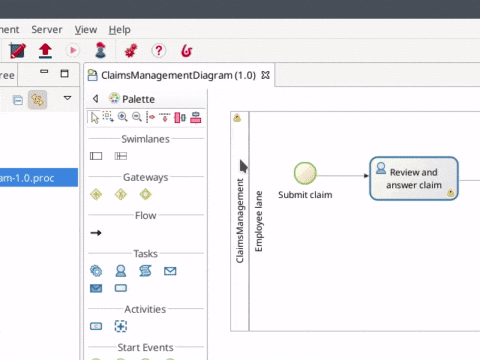 ment Server View Help
ree
ClaimsManagementDiagram (1.0)
Palette
Swimlanes
Gateways
Flow
Tasks
Activities
Start Events
am-1.0.proc
ClaimsManagement
Employee lane
Submit claim
Review and
answer claim